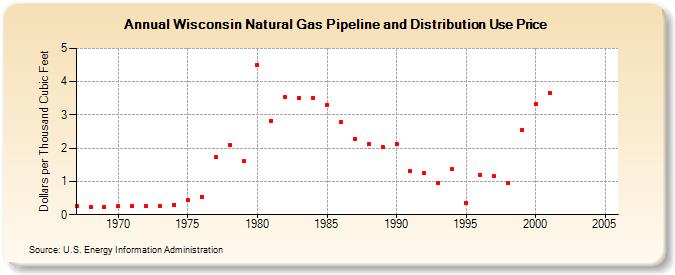 Annual Wisconsin Natural Gas Pipeline and Distribution Use Price
Dollars per Thousand Cubic Feet
5
4
3
2
1
0
1970 1975 1980 1985 1990 1995 2000 2005
Source: U.S. Energy Information Administration